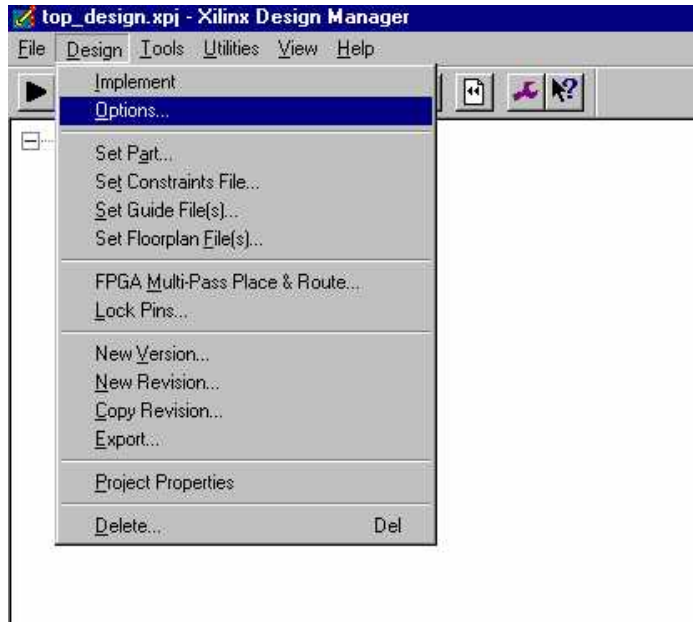 top_design.xpj - Xilinx Design Manager
File Design Tools Utilities View Help
Implement
Options...
Set Part...
Set Constraints File...
Set Guide File(s)...
Set Floorplan File(s)...
FPGA Multi-Pass Place & Route...
Lock Pins...
New Version...
New Revision...
Copy Revision...
Export...
Project Properties
Delete... Del